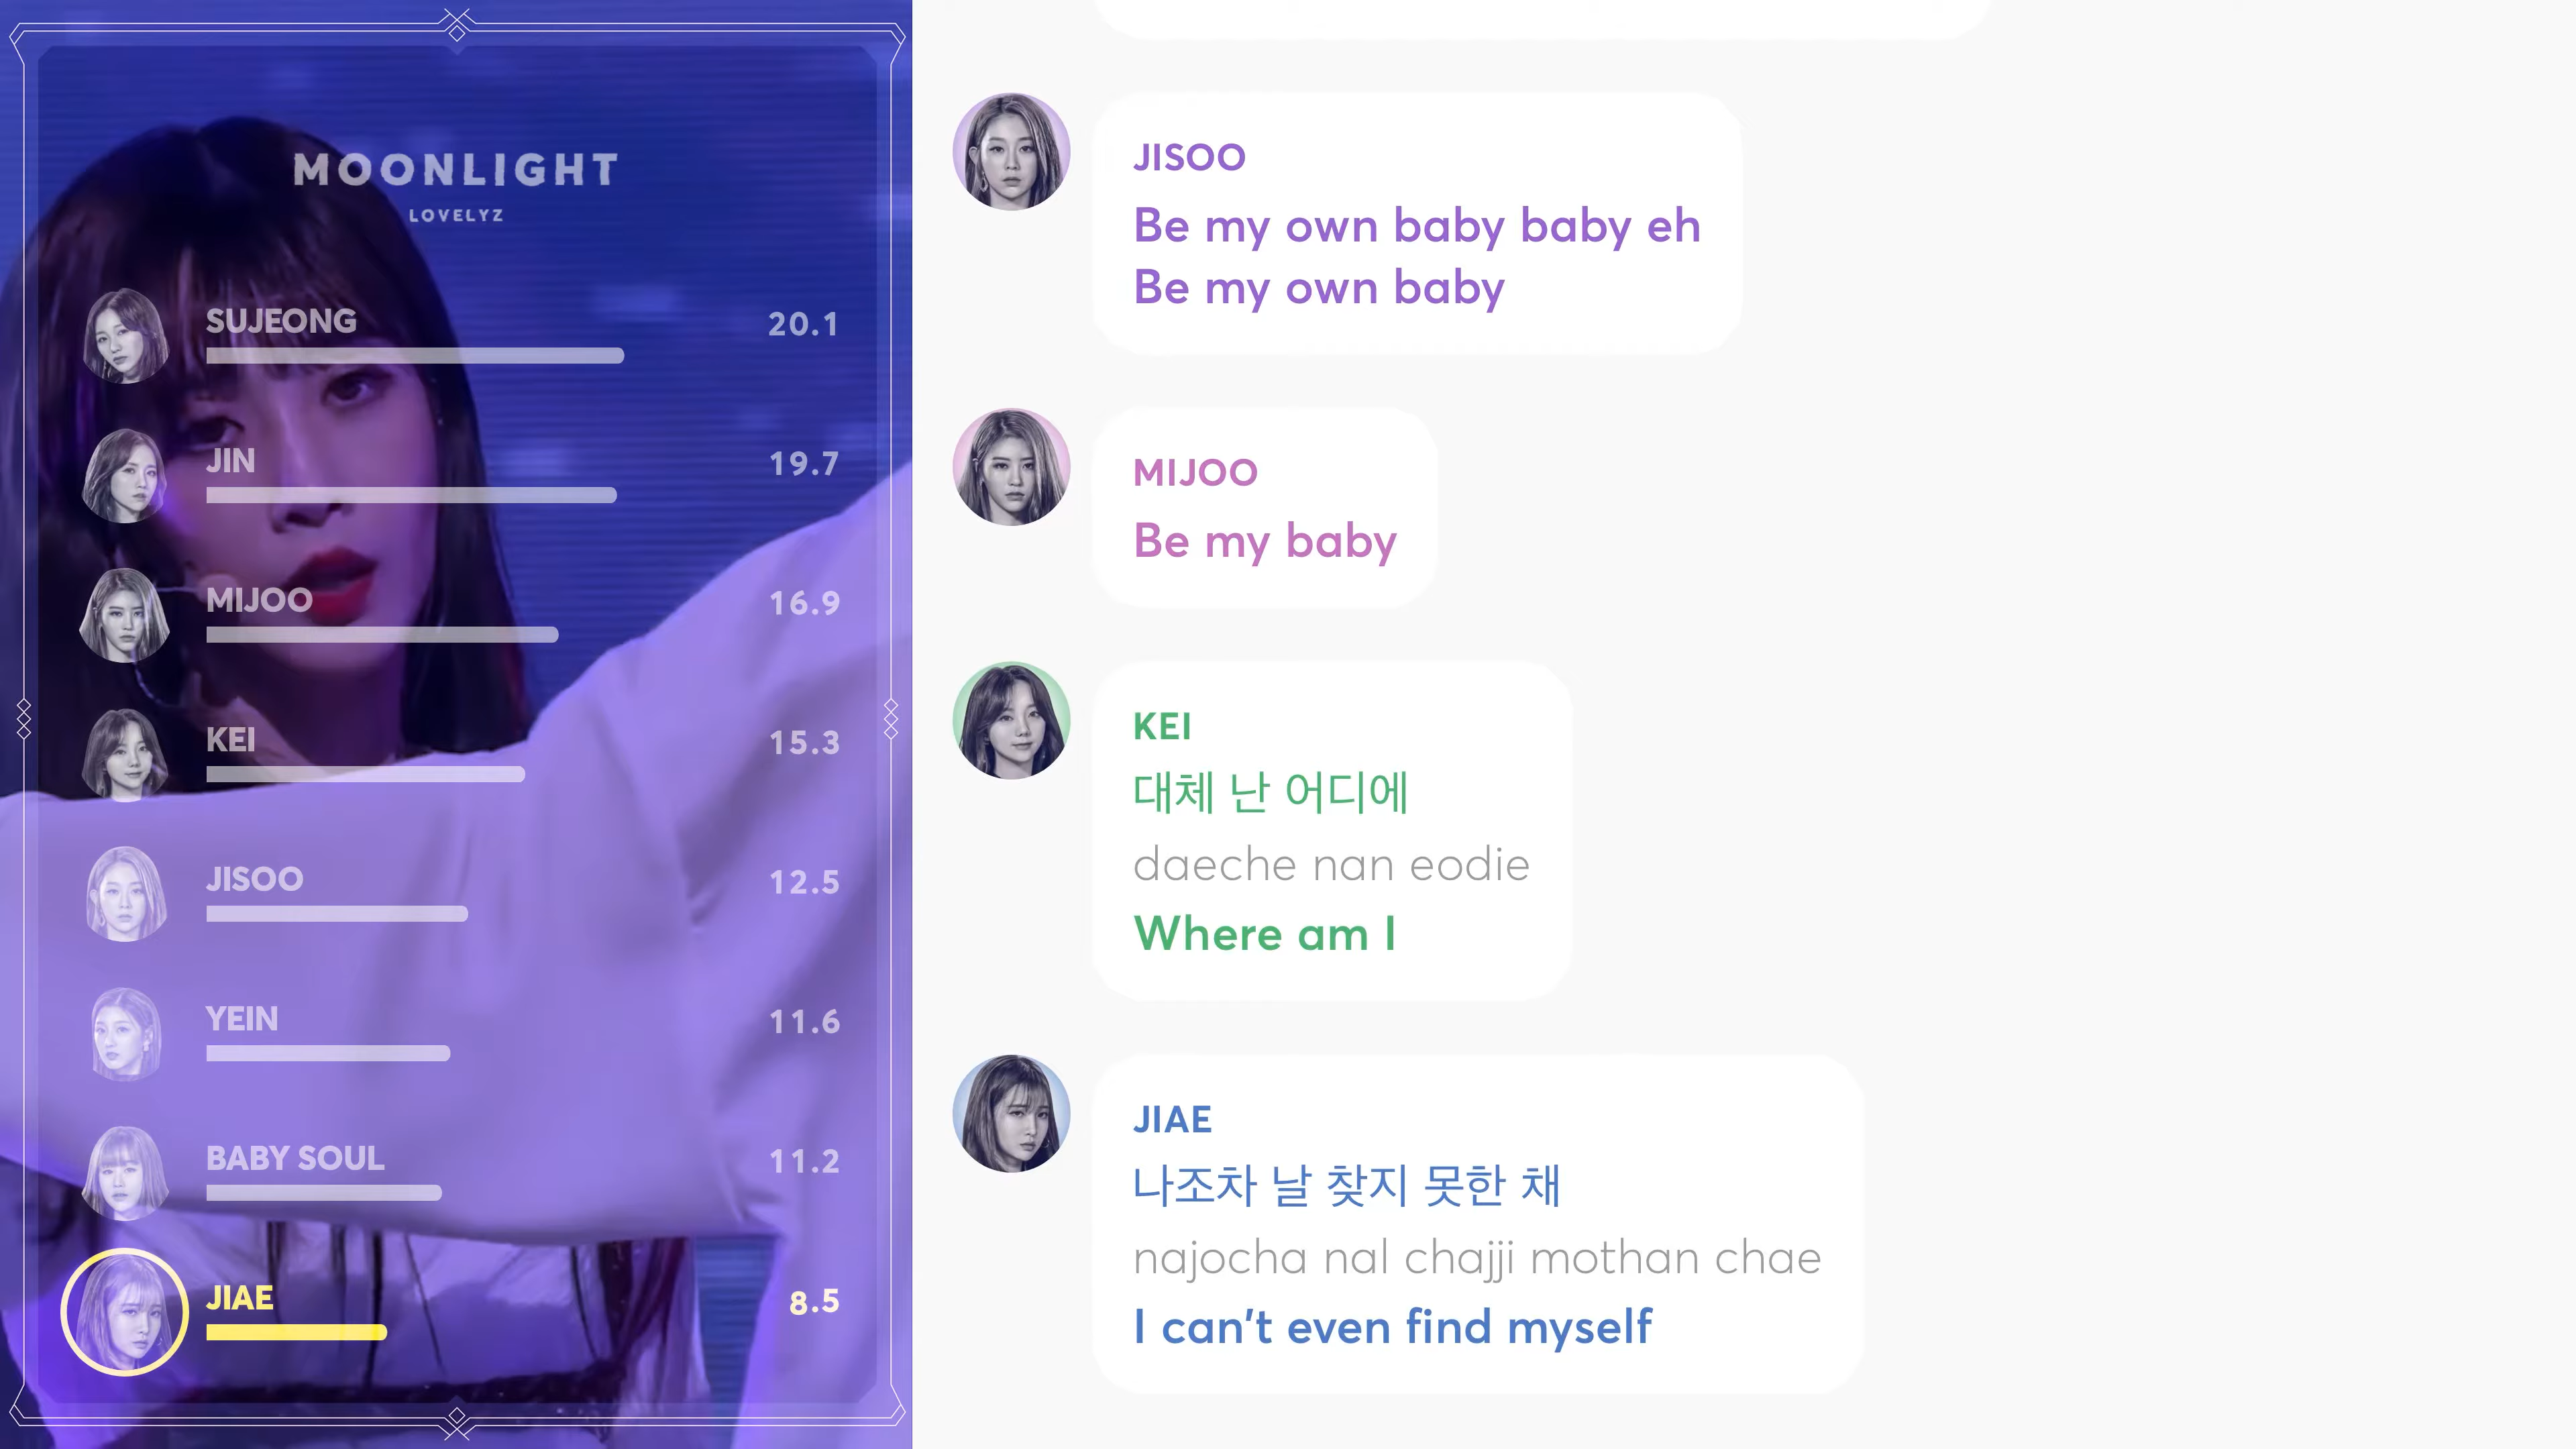 MOONLIGHT
LOVELYZ
SUJEONG
20.1
JIN
19.7
MIJOO
16.9
KEI
15.3
JISOO
12.5
YEIN
11.6
BABY SOUL
11.2
JIAE
8.5
JISOO
Be my own baby baby eh
Be my own baby
MIJOO
Be my baby
KEI
대체 난 어디에
daeche nan eodie
Where am I
JIAE
나조차 날 찾지 못한 채
najocha nal chajji mothan chae
I can't even find myself